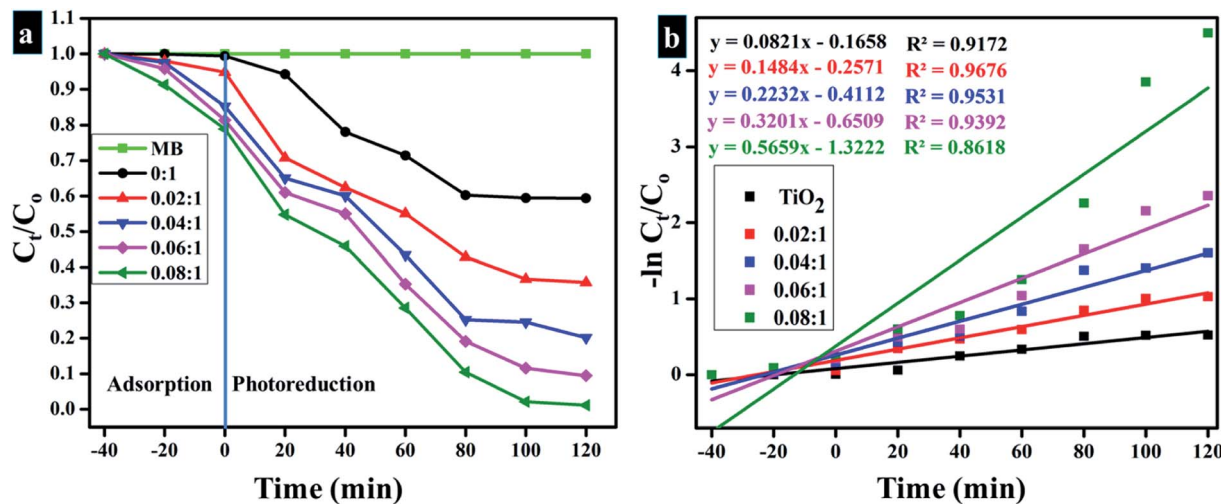 a
1.1
1.0
0.9
0.8
0.7
0.6
0.5
0.4
0.3
0.2
0.1
0.0
Cₜ/Cₒ
MB
0:1
0.02:1
0.04:1
0.06:1
0.08:1
Adsorption Photoreduction
-40 -20 0 20 40 60 80 100 120
Time (min)
b
y = 0.0821x - 0.1658 R² = 0.9172
y = 0.1484x - 0.2571 R² = 0.9676
y = 0.2232x - 0.4112 R² = 0.9531
y = 0.3201x - 0.6509 R² = 0.9392
y = 0.5659x - 1.3222 R² = 0.8618
4
3
2
1
0
-ln Cₜ/Cₒ
TiO₂
0.02:1
0.04:1
0.06:1
0.08:1
-40 -20 0 20 40 60 80 100 120
Time (min)